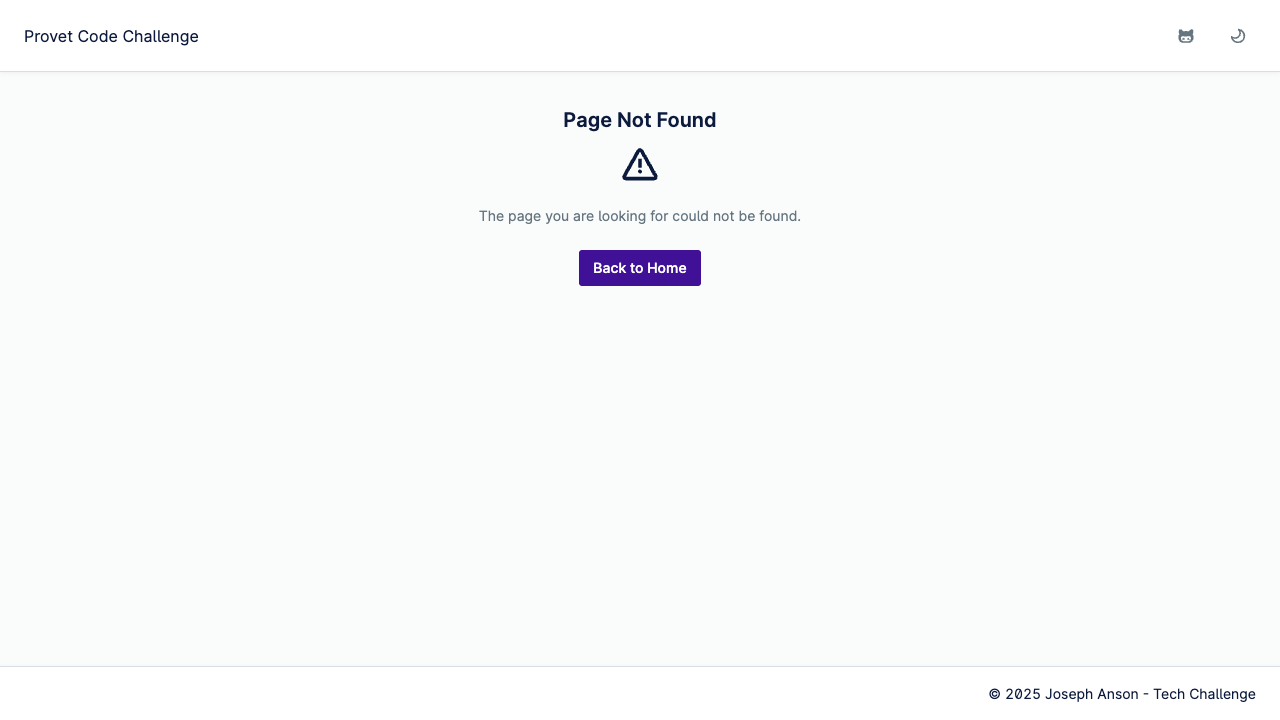 Provet Code Challenge
Page Not Found
The page you are looking for could not be found.
Back to Home
© 2025 Joseph Anson - Tech Challenge